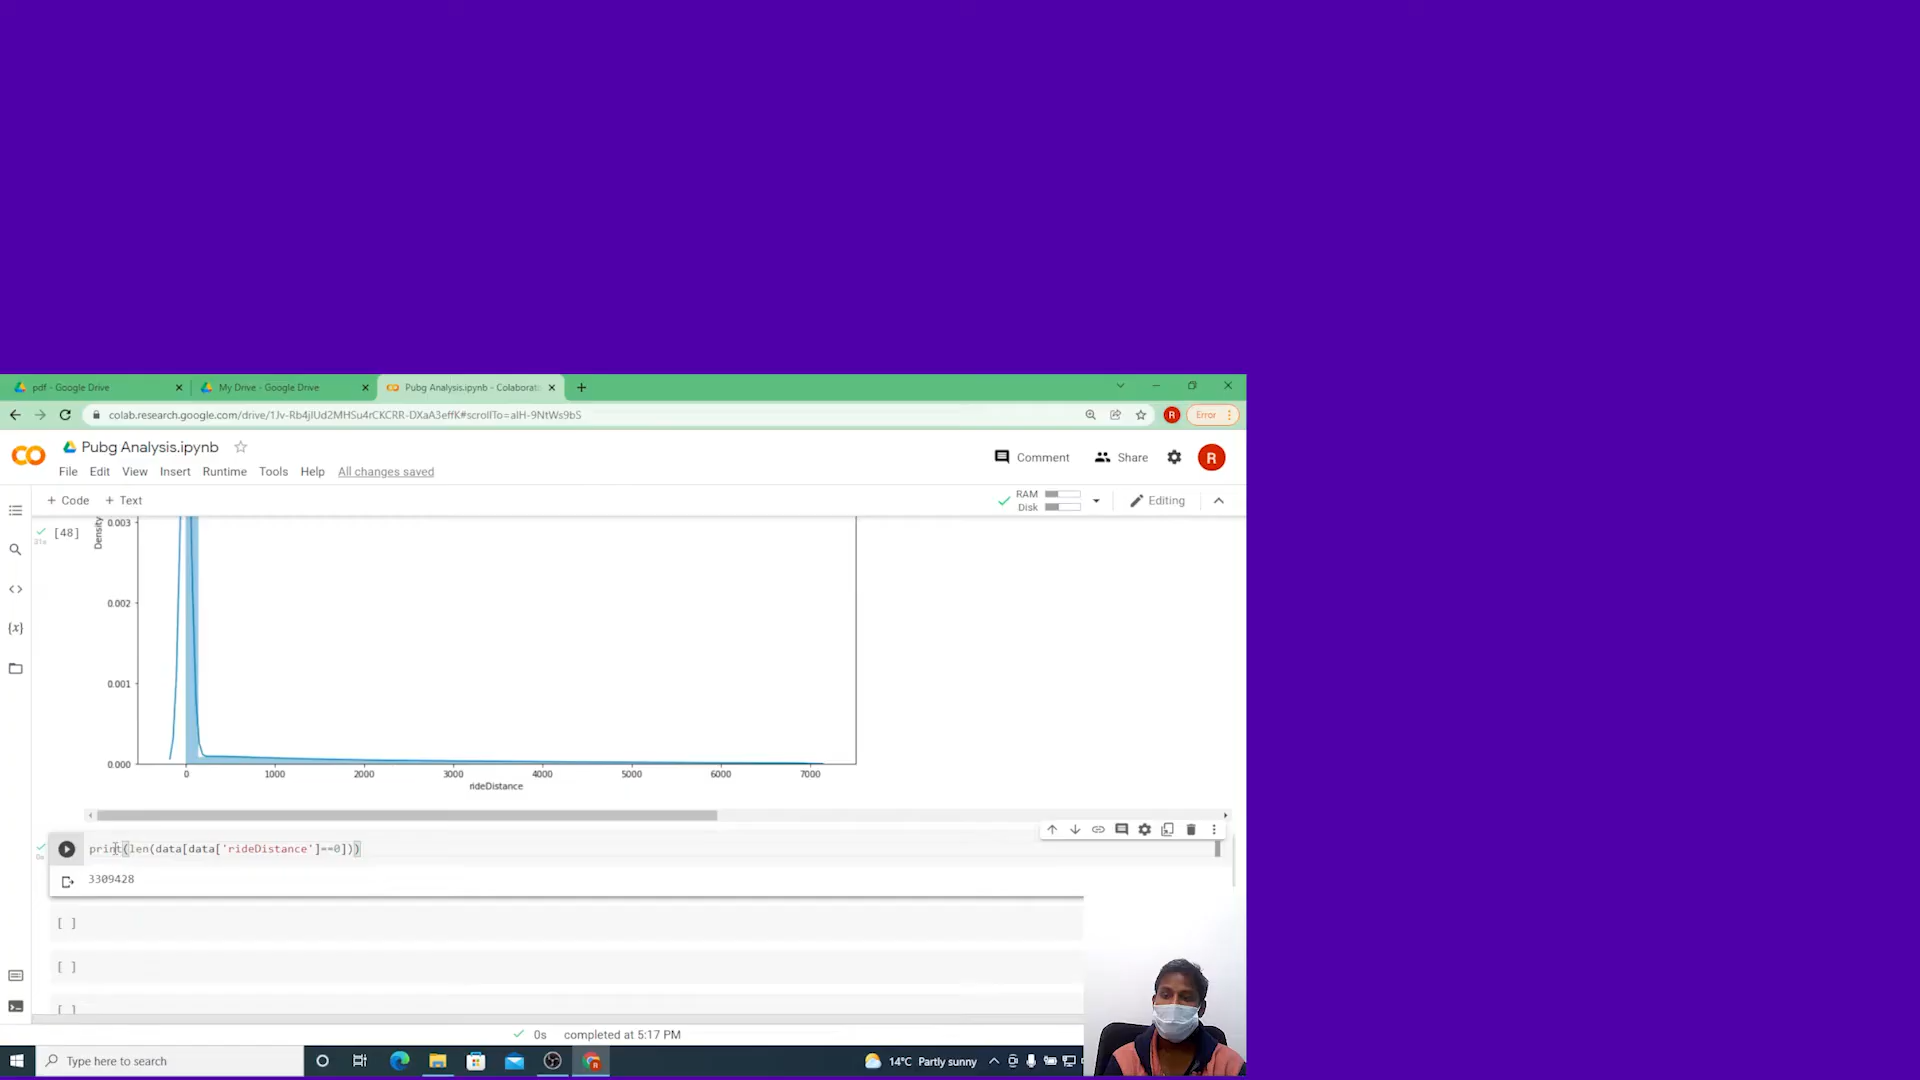 pdf - Google Drive
My Drive - Google Drive
Pubg Analysis.ipynb - Colaborat
colab.research.google.com/drive/1Jv-Rb4jlUd2MHSu4rCKCRR-DXaA3effK#scrollTo=alH-9NtWs9bS
R
Error
Pubg Analysis.ipynb
Comment
Share
R
File Edit View Insert Runtime Tools Help All changes saved
+ Code + Text
RAM
Disk
Editing
[48]
31s
Density
0.003
0.002
0.001
0.000
0 1000 2000 3000 4000 5000 6000 7000
rideDistance
print(len(data[data['rideDistance']==0]))
0s
3309428
[ ]
[ ]
[ ]
0s completed at 5:17 PM
Type here to search
14°C Partly sunny